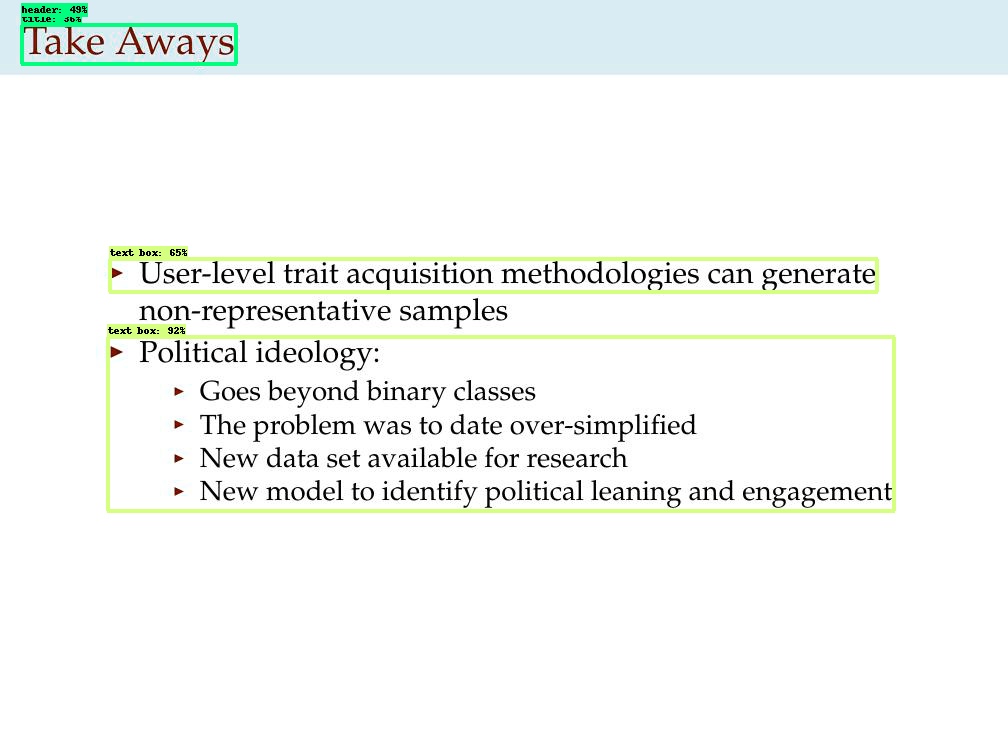 header: 49%
title: 36%
Take Aways
text box: 65%
▸ User-level trait acquisition methodologies can generate
non-representative samples
text box: 92%
▸ Political ideology:
▸ Goes beyond binary classes
▸ The problem was to date over-simplified
▸ New data set available for research
▸ New model to identify political leaning and engagement